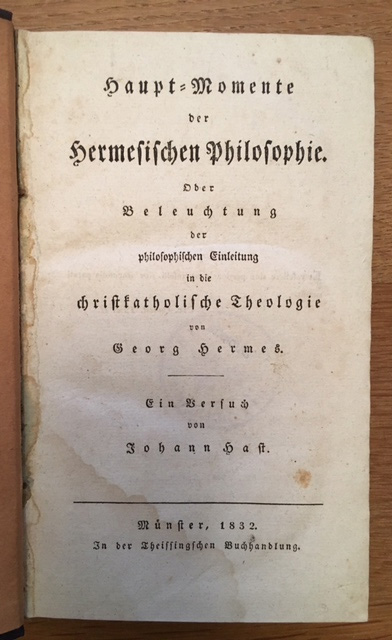 Haupt-Momente
der
Hermesischen Philosophie.
Oder
Beleuchtung
der
philosophischen Einleitung
in die
christkatholische Theologie
von
Georg Hermes.
Ein Versuch
von
Johann Hast.
Münster, 1832.
In der Theissingschen Buchhandlung.